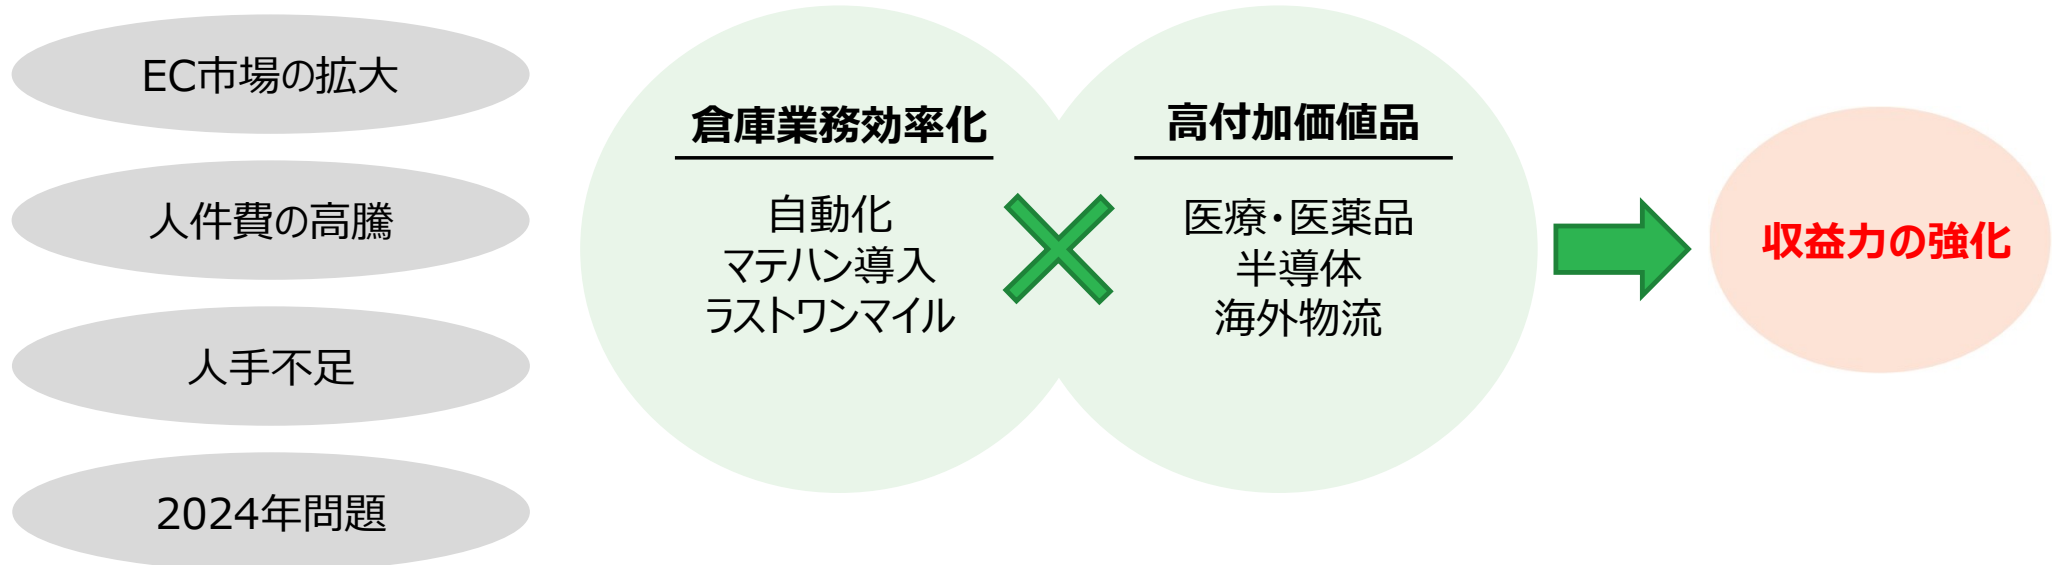 EC市場の拡大
人件費の高騰
人手不足
2024年問題
倉庫業務効率化
自動化
マテハン導入
ラストワンマイル
高付加価値品
医療・医薬品
半導体
海外物流
収益力の強化